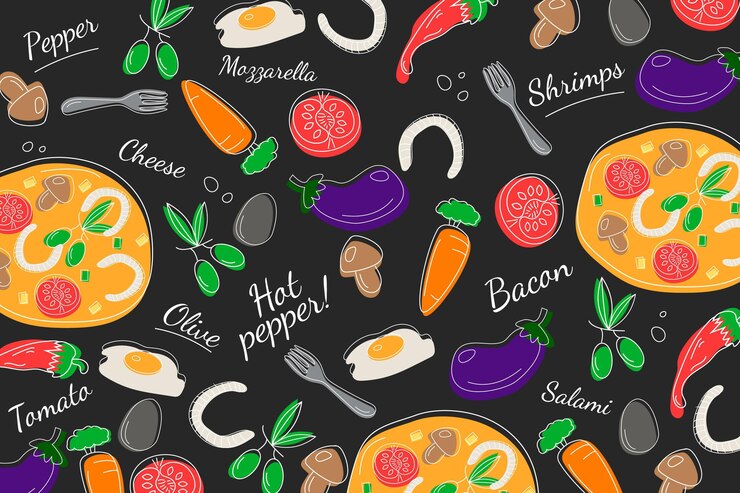 Pepper
Mozzarella
Shrimps
Cheese
Hot
pepper!
Bacon
Olive
Tomato
Salami